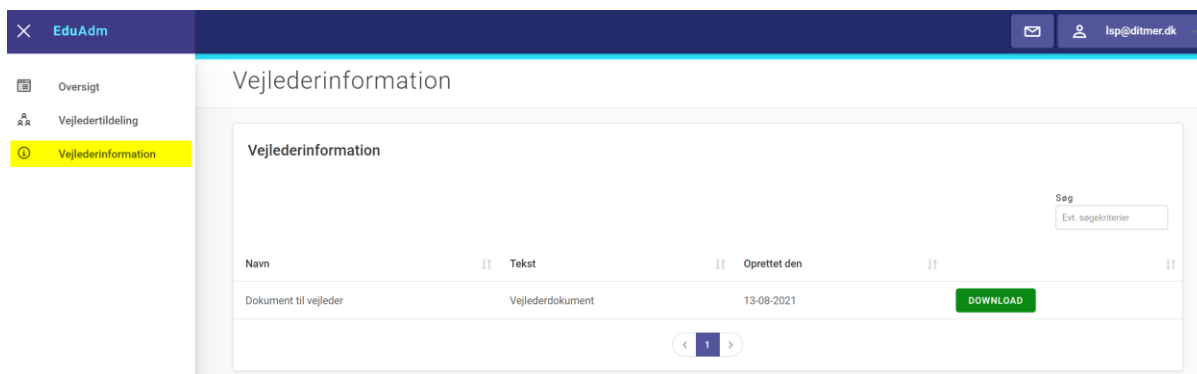 EduAdm
lsp@ditmer.dk
Oversigt
Vejledertildeling
Vejlederinformation
Vejlederinformation
Vejlederinformation
Søg
Evt. søgekriterier
Navn Tekst Oprettet den
Dokument til vejleder Vejlederdokument 13-08-2021 DOWNLOAD
1